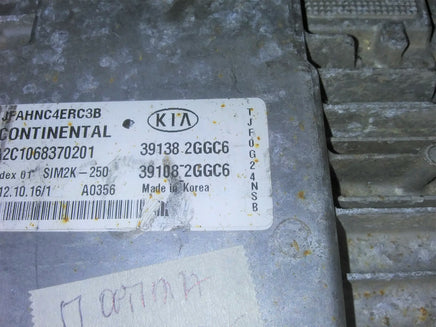 JFAHNC4ERC3B
CONTINENTAL
KIA
2C1068370201
39138 2GGC6
dex 01 SIM2K-250
39108-2GGC6
12.10.16/1 A0356 Made in Korea
TJF0G24NSB